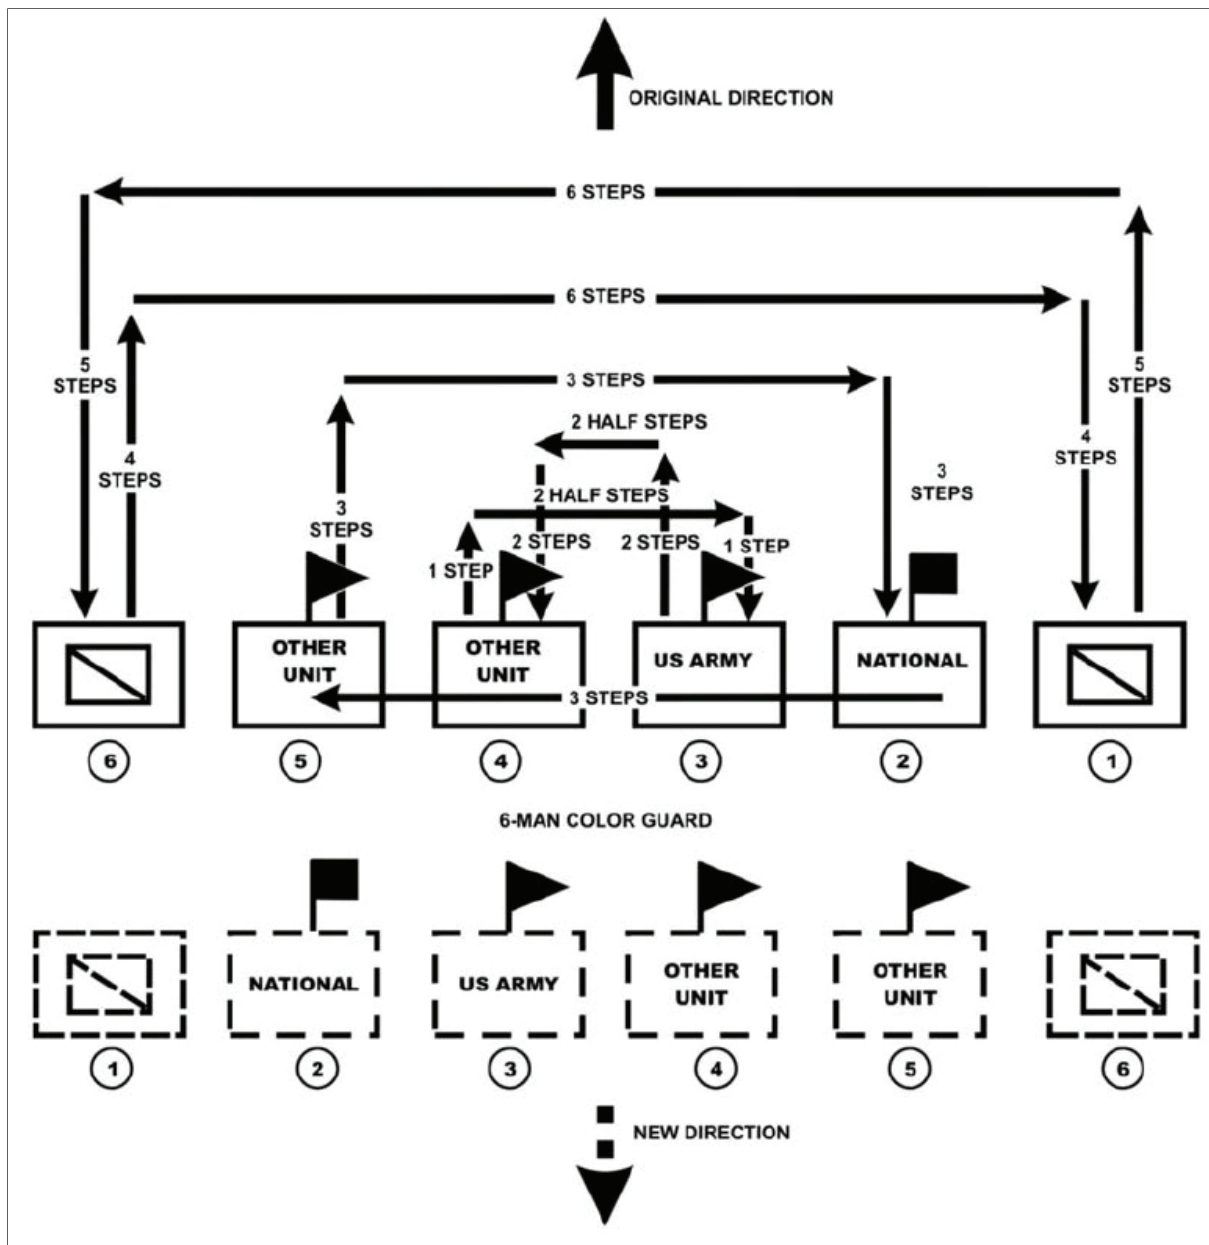 ORIGINAL DIRECTION
6 STEPS
6 STEPS
5
STEPS
3 STEPS
5
STEPS
2 HALF STEPS
4
STEPS
4
STEPS
3
STEPS
2 HALF STEPS
3
STEPS
1 STEP
2 STEPS
2 STEPS
1 STEP
OTHER
UNIT
OTHER
UNIT
US ARMY
NATIONAL
3 STEPS
6
5
4
3
2
1
6-MAN COLOR GUARD
NATIONAL
US ARMY
OTHER
UNIT
OTHER
UNIT
1
2
3
4
5
6
NEW DIRECTION